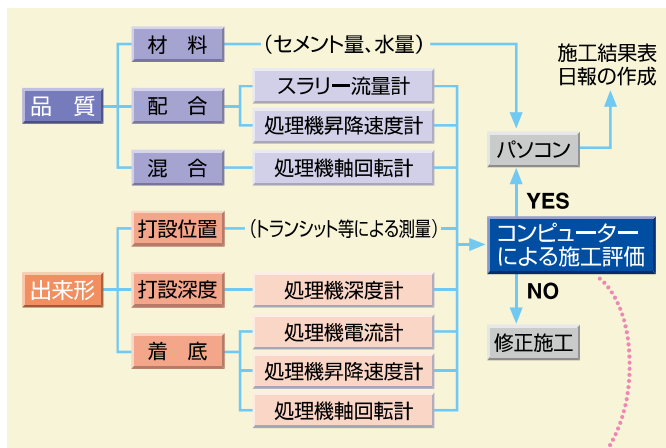 品質
材料
(セメント量、水量)
配合
スラリー流量計
処理機昇降速度計
混合
処理機軸回転計
出来形
打設位置
(トランシット等による測量)
打設深度
処理機深度計
着底
処理機電流計
処理機昇降速度計
処理機軸回転計
施工結果表
日報の作成
パソコン
YES
コンピューター
による施工評価
NO
修正施工